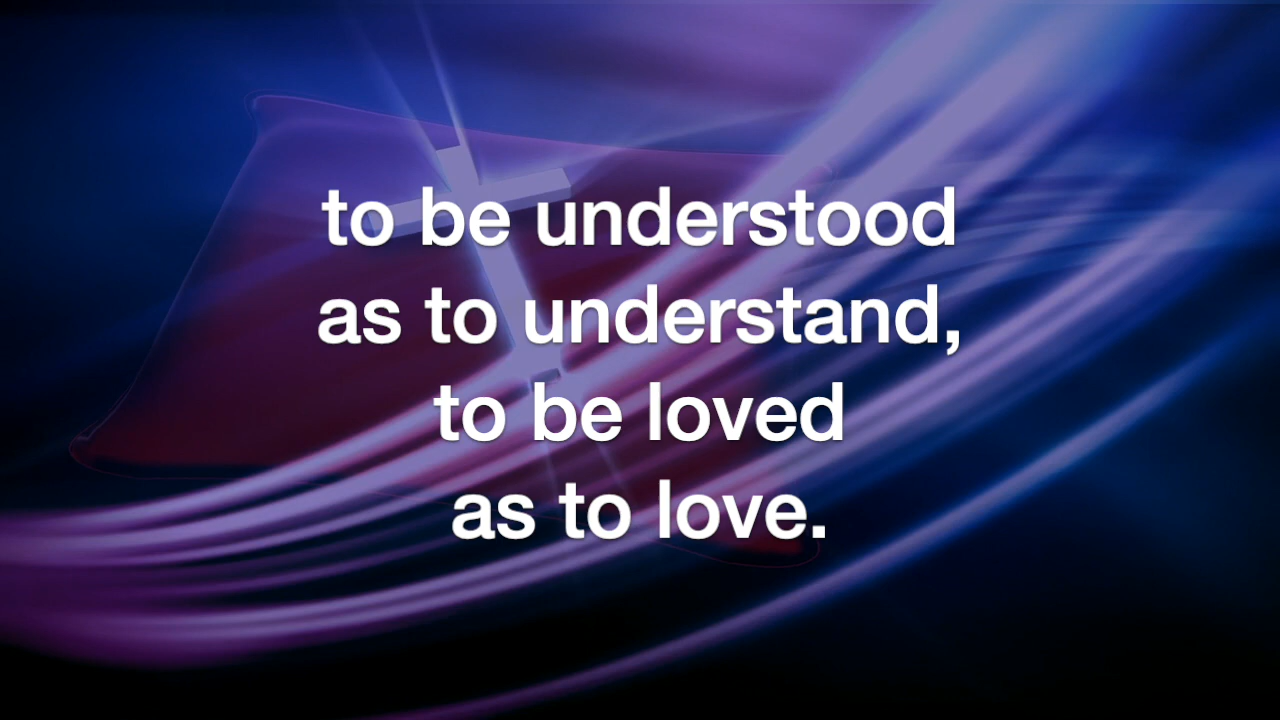 to be understood
as to understand,
to be loved
as to love.